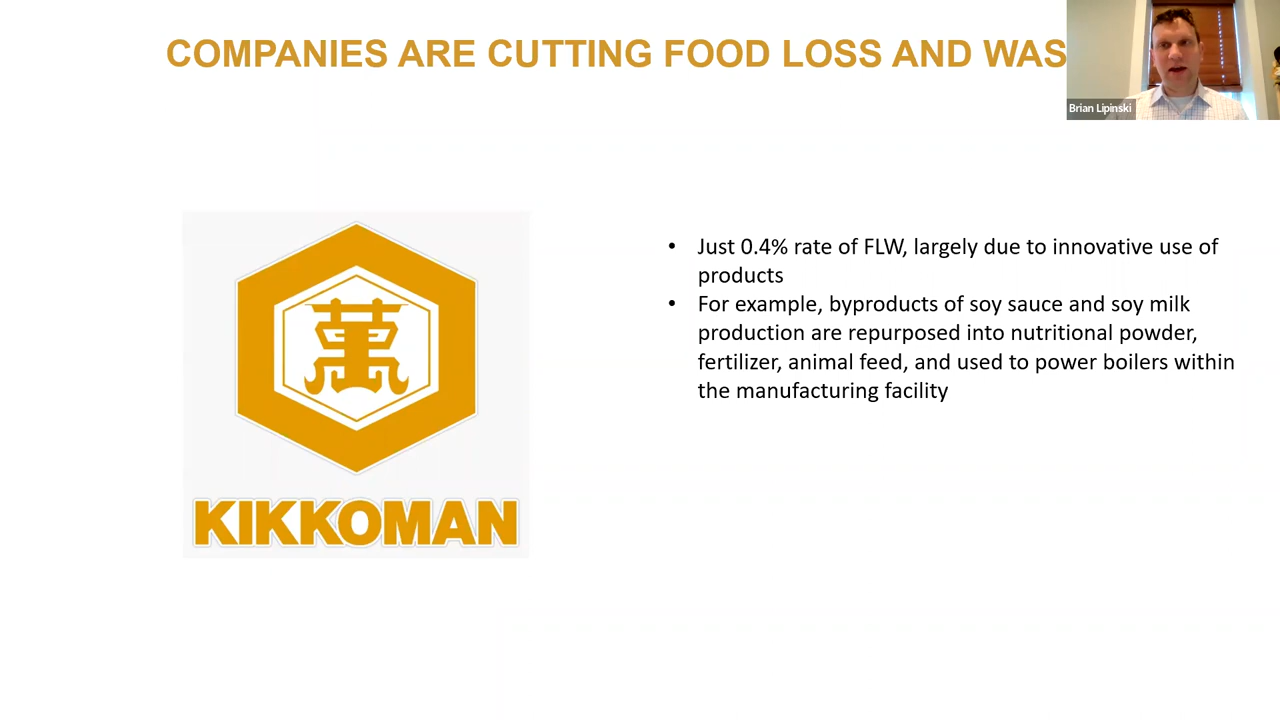 COMPANIES ARE CUTTING FOOD LOSS AND WAS
Brian Lipinski
• Just 0.4% rate of FLW, largely due to innovative use of
products
• For example, byproducts of soy sauce and soy milk
production are repurposed into nutritional powder,
fertilizer, animal feed, and used to power boilers within
the manufacturing facility
萬
KIKKOMAN